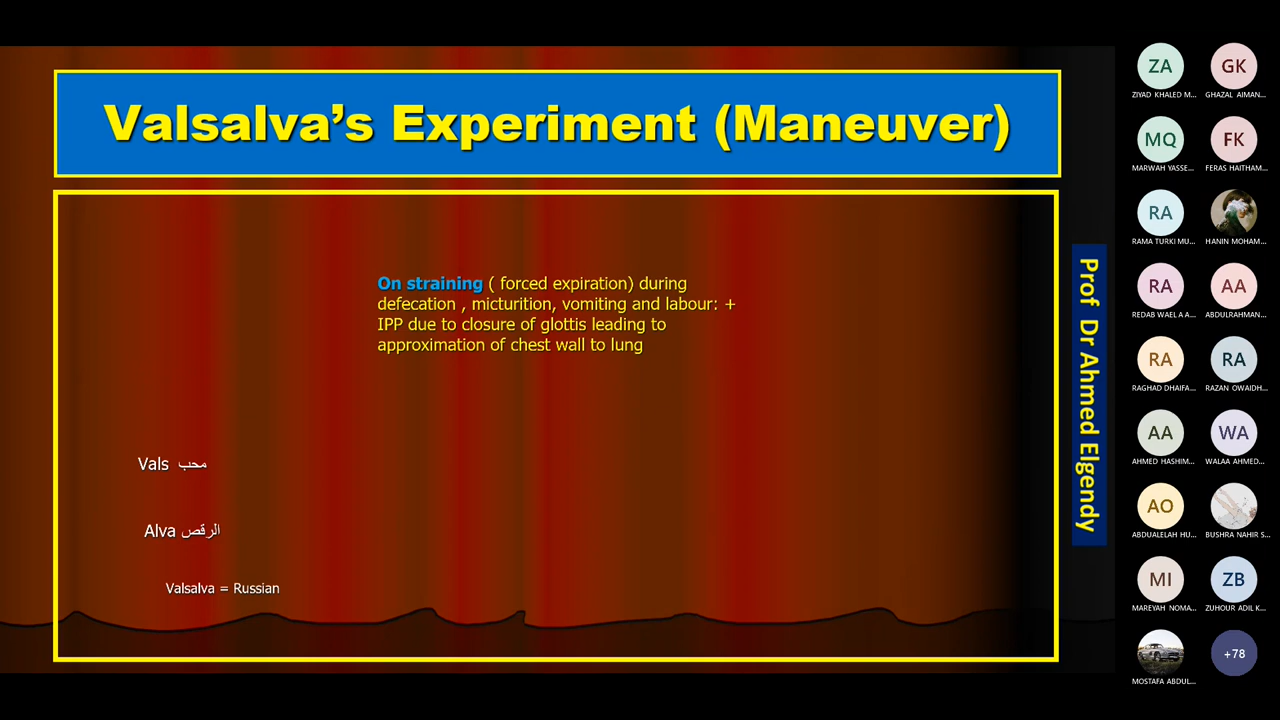 Valsalva's Experiment (Maneuver)
On straining ( forced expiration) during
defecation , micturition, vomiting and labour: +
IPP due to closure of glottis leading to
approximation of chest wall to lung
Vals محب
Alva الرقص
Valsalva = Russian
Prof Dr Ahmed Elgendy
ZA
GK
ZIYAD KHALED M...
GHAZAL AIMAN...
MQ
FK
MARWAH YASSE...
FERAS HAITHAM...
RA
RAMA TURKI MU...
HANIN MOHAM...
RA
AA
REDAB WAEL A A...
ABDULRAHMAN...
RA
RA
RAGHAD DHAIFA...
RAZAN OWAIDH...
AA
WA
AHMED HASHIM...
WALAA AHMED...
AO
ABDUALELAH HU...
BUSHRA NAHIR S...
MI
ZB
MAREYAH NOMA...
ZUHOUR ADIL K...
+78
MOSTAFA ABDUL...